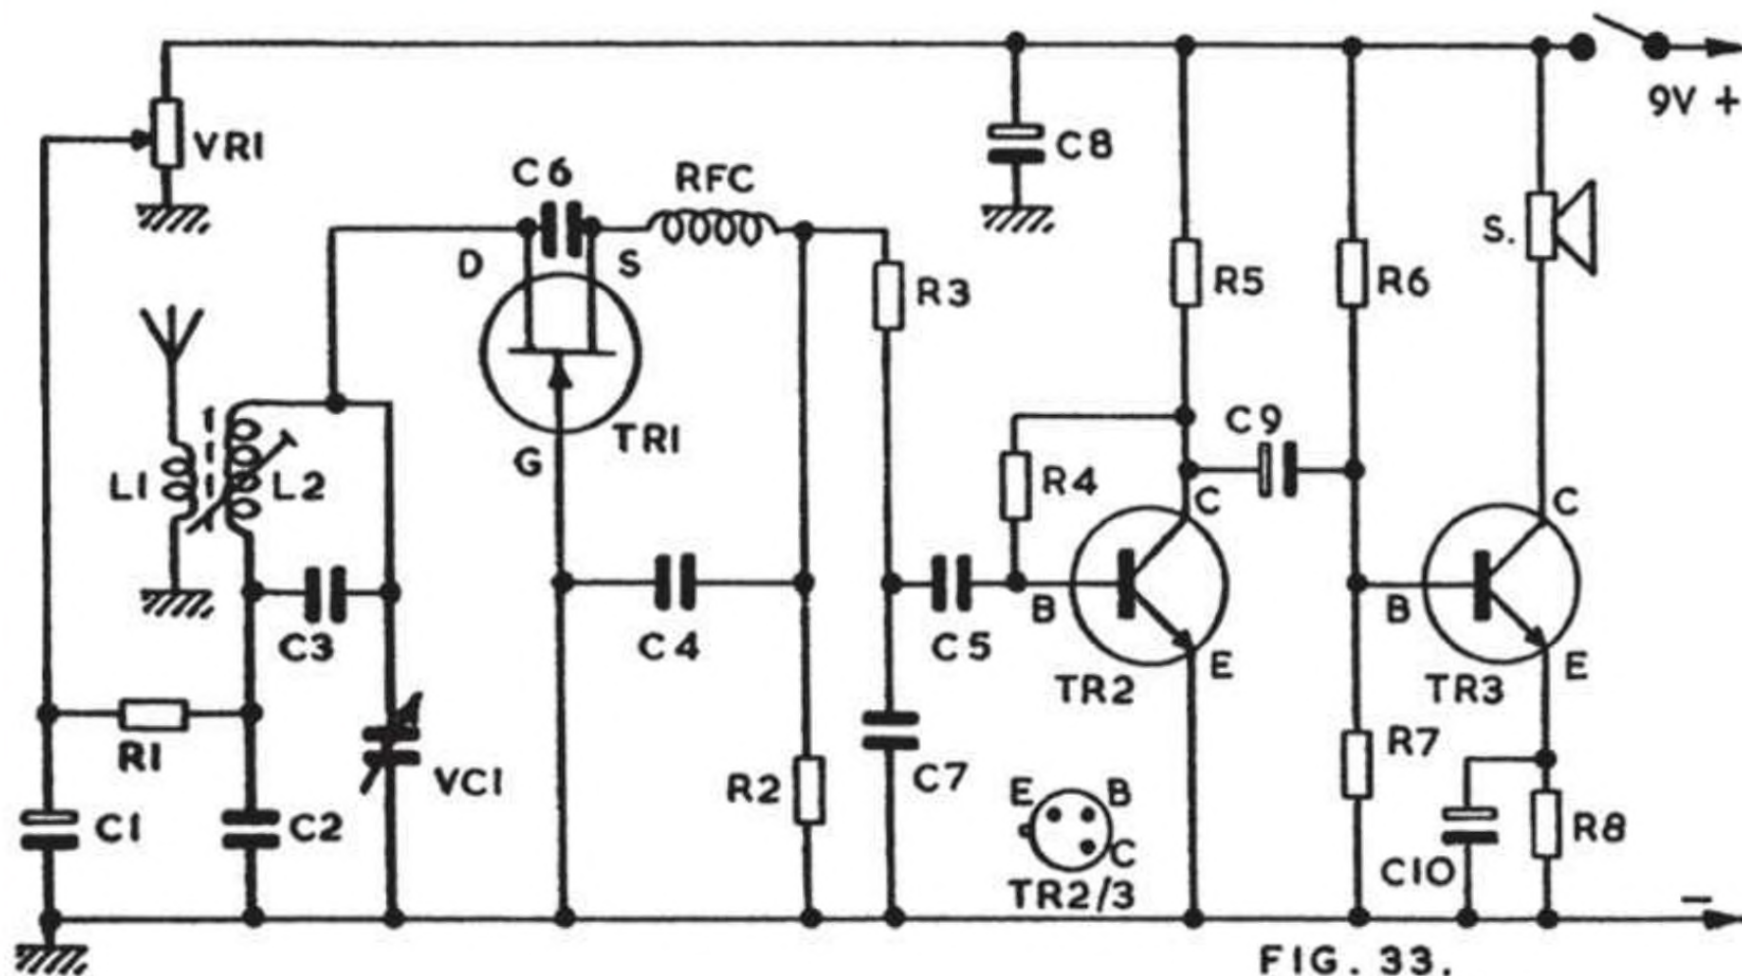 9V +
VR1
C6
RFC
C8
D
S
S.
R3
R5
R6
TR1
G
C9
L1
L2
R4
C
C
C3
C4
C5
B
B
E
E
TR2
TR3
R1
VC1
R2
C7
R7
C1
C2
E
B
C
TR2/3
C10
R8
–
FIG. 33.